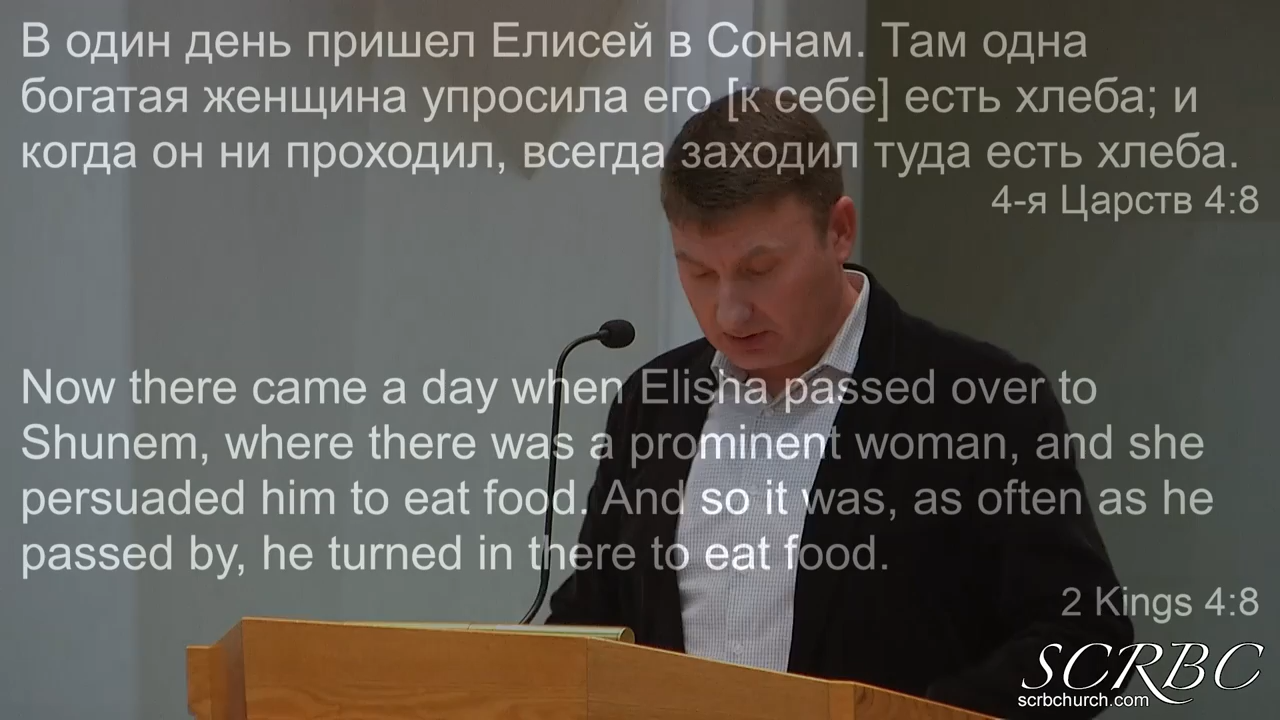 В один день пришел Елисей в Сонам. Там одна
богатая женщина упросила его [к себе] есть хлеба; и
когда он ни проходил, всегда заходил туда есть хлеба.
4-я Царств 4:8
Now there came a day when Elisha passed over to
Shunem, where there was a prominent woman, and she
persuaded him to eat food. And so it was, as often as he
passed by, he turned in there to eat food.
2 Kings 4:8
SCRBC
scrbchurch.com